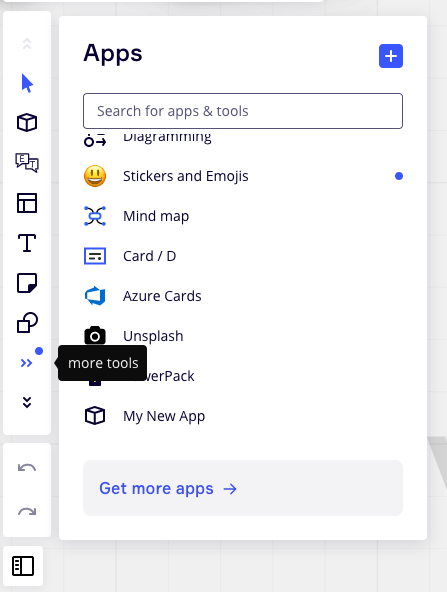 Apps
Search for apps & tools
Diagramming
Stickers and Emojis
Mind map
Card / D
Azure Cards
Unsplash
more tools
werPack
My New App
Get more apps →